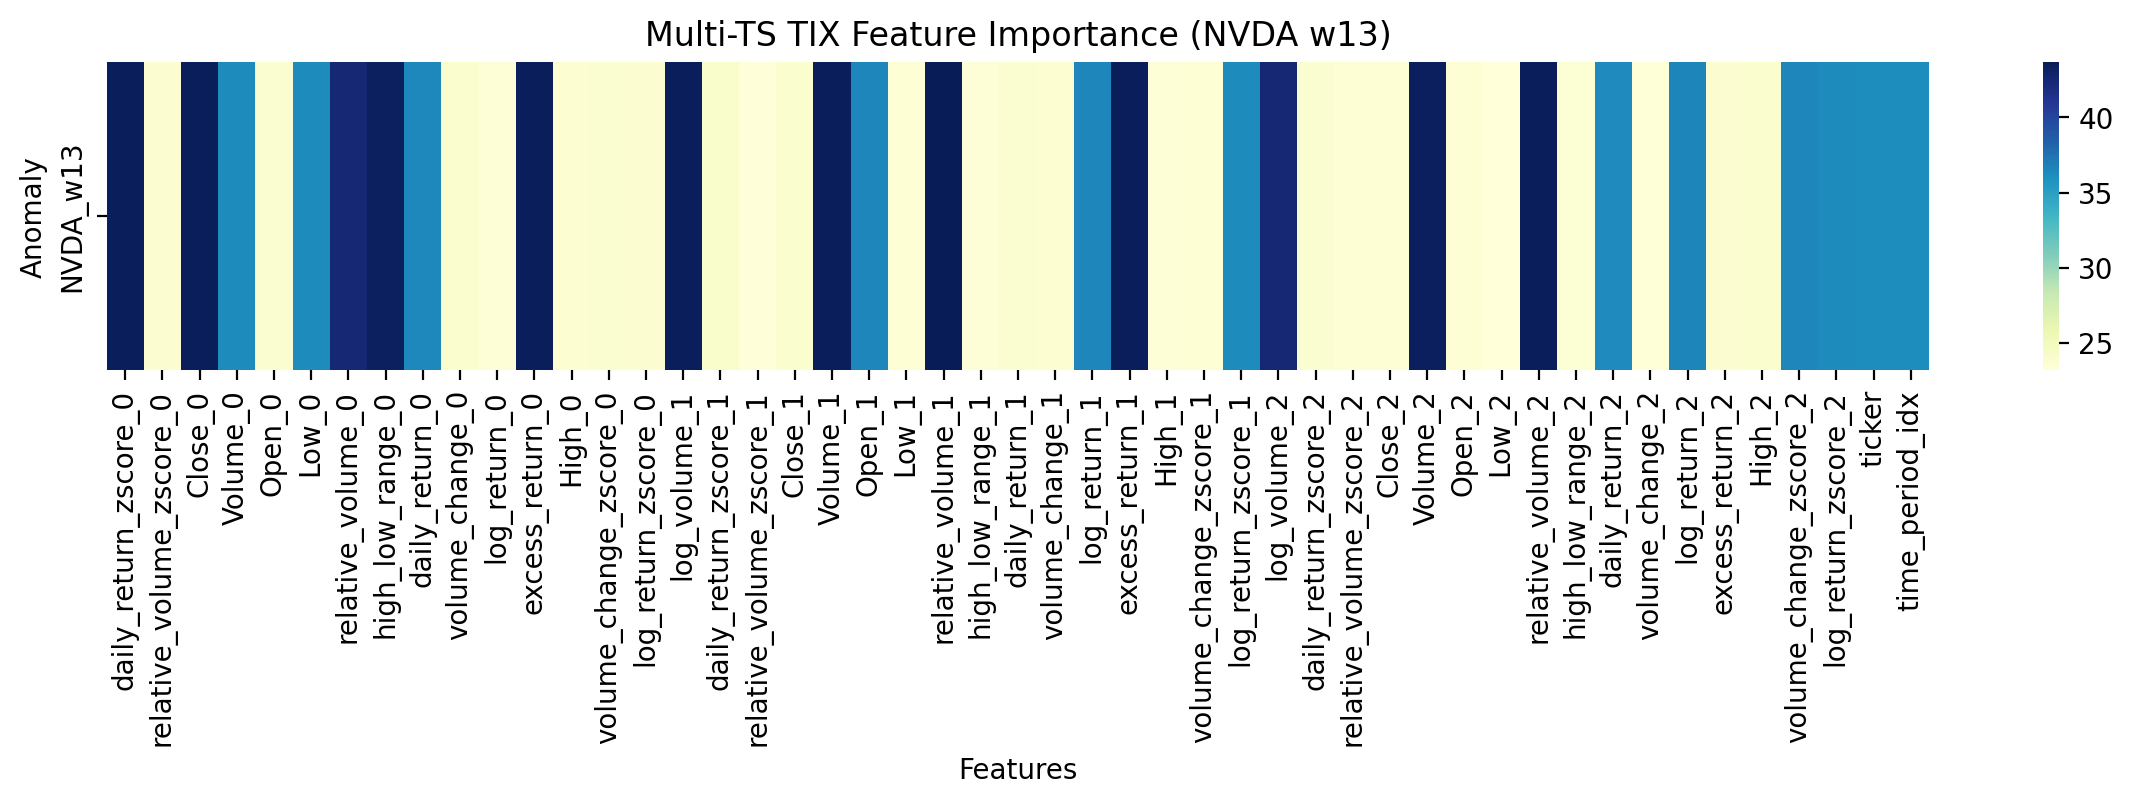 Multi-TS TIX Feature Importance (NVDA w13)
Anomaly
NVDA_w13
40
35
30
25
daily_return_zscore_0
relative_volume_zscore_0
Close_0
Volume_0
Open_0
Low_0
relative_volume_0
high_low_range_0
daily_return_0
volume_change_0
log_return_0
excess_return_0
High_0
volume_change_zscore_0
log_return_zscore_0
log_volume_1
daily_return_zscore_1
relative_volume_zscore_1
Close_1
Volume_1
Open_1
Low_1
relative_volume_1
high_low_range_1
daily_return_1
volume_change_1
log_return_1
excess_return_1
High_1
volume_change_zscore_1
log_return_zscore_1
log_volume_2
daily_return_zscore_2
relative_volume_zscore_2
Close_2
Volume_2
Open_2
Low_2
relative_volume_2
high_low_range_2
daily_return_2
volume_change_2
log_return_2
excess_return_2
High_2
volume_change_zscore_2
log_return_zscore_2
ticker
time_period_idx
Features